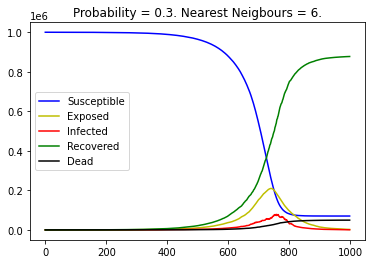 Probability = 0.3. Nearest Neigbours = 6.
1e6
1.0
0.8
0.6
0.4
0.2
0.0
Susceptible
Exposed
Infected
Recovered
Dead
0 200 400 600 800 1000